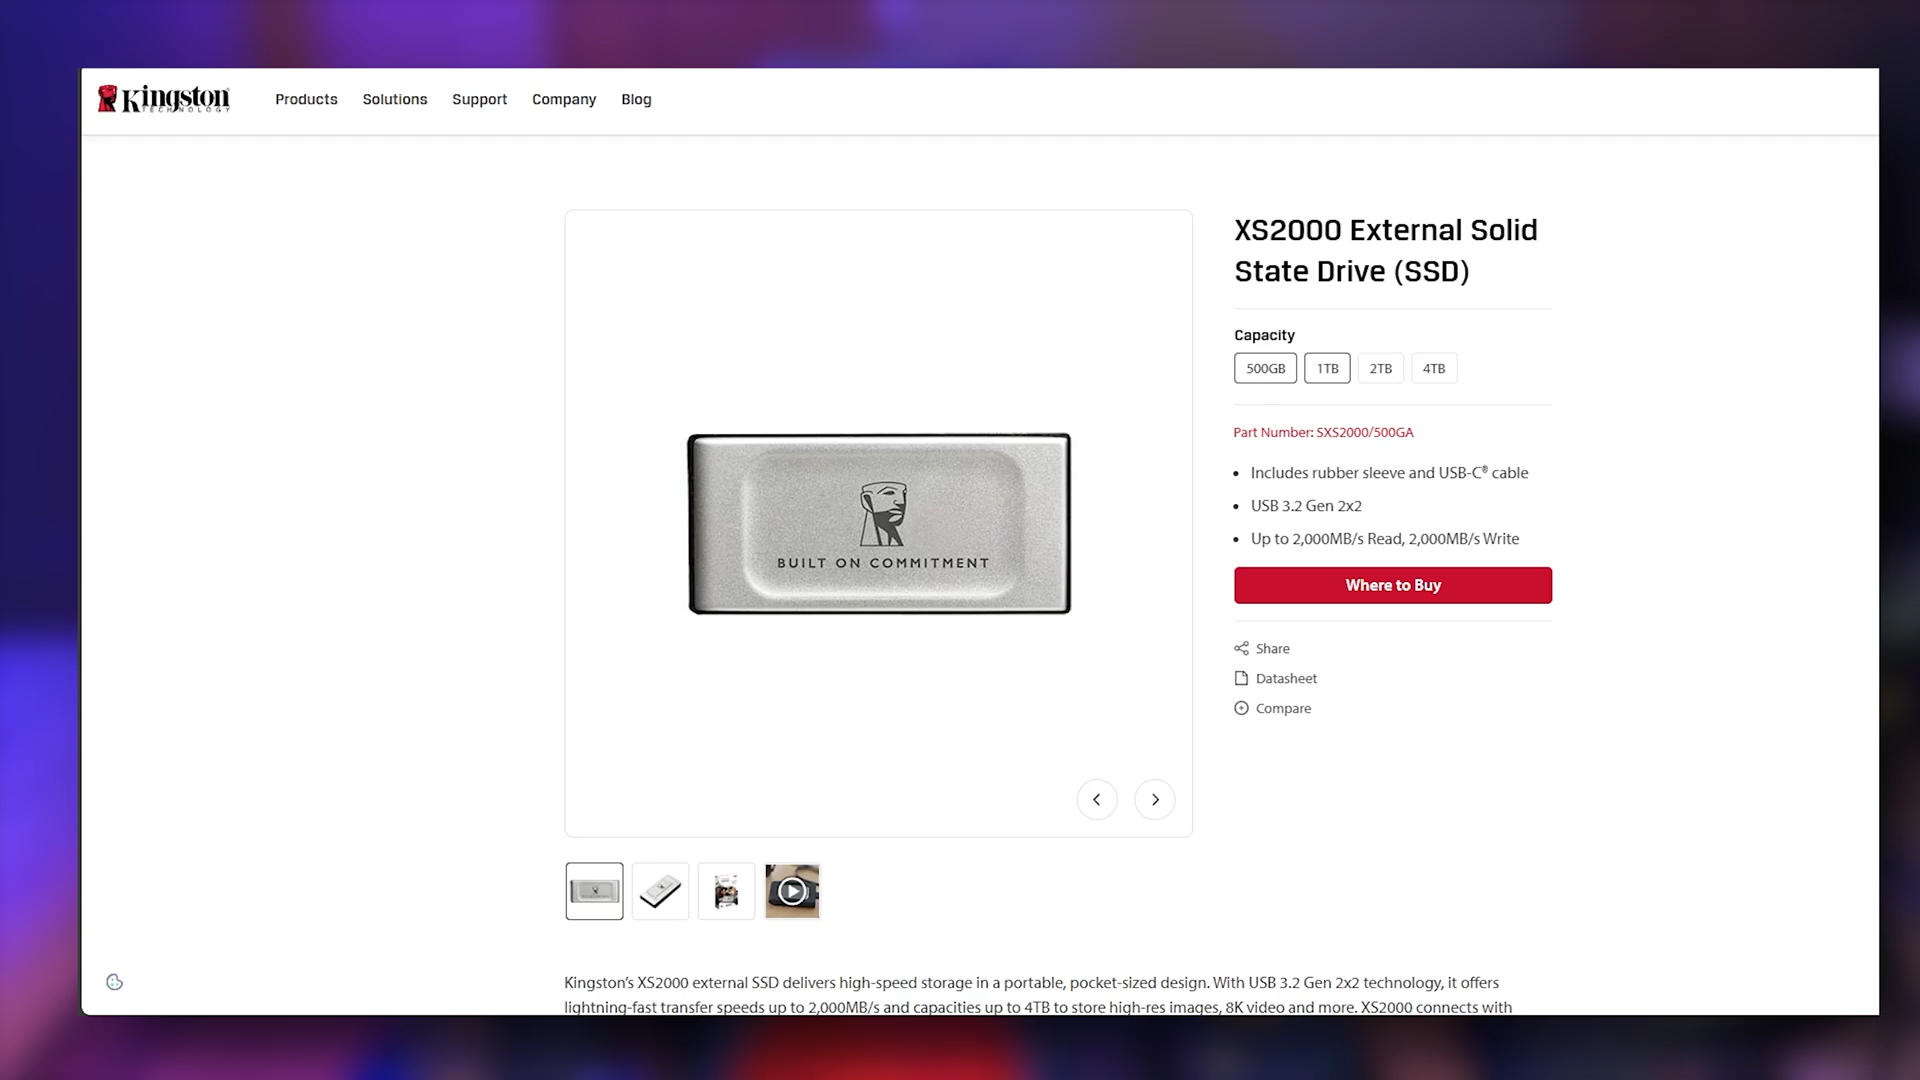 Kingston
TECHNOLOGY
Products
Solutions
Support
Company
Blog
XS2000 External Solid
State Drive (SSD)
Capacity
500GB
1TB
2TB
4TB
Part Number: SXS2000/500GA
Includes rubber sleeve and USB-C® cable
USB 3.2 Gen 2x2
Up to 2,000MB/s Read, 2,000MB/s Write
Where to Buy
Share
Datasheet
Compare
BUILT ON COMMITMENT
Kingston’s XS2000 external SSD delivers high-speed storage in a portable, pocket-sized design. With USB 3.2 Gen 2x2 technology, it offers
lightning-fast transfer speeds up to 2,000MB/s and capacities up to 4TB to store high-res images, 8K video and more. XS2000 connects with